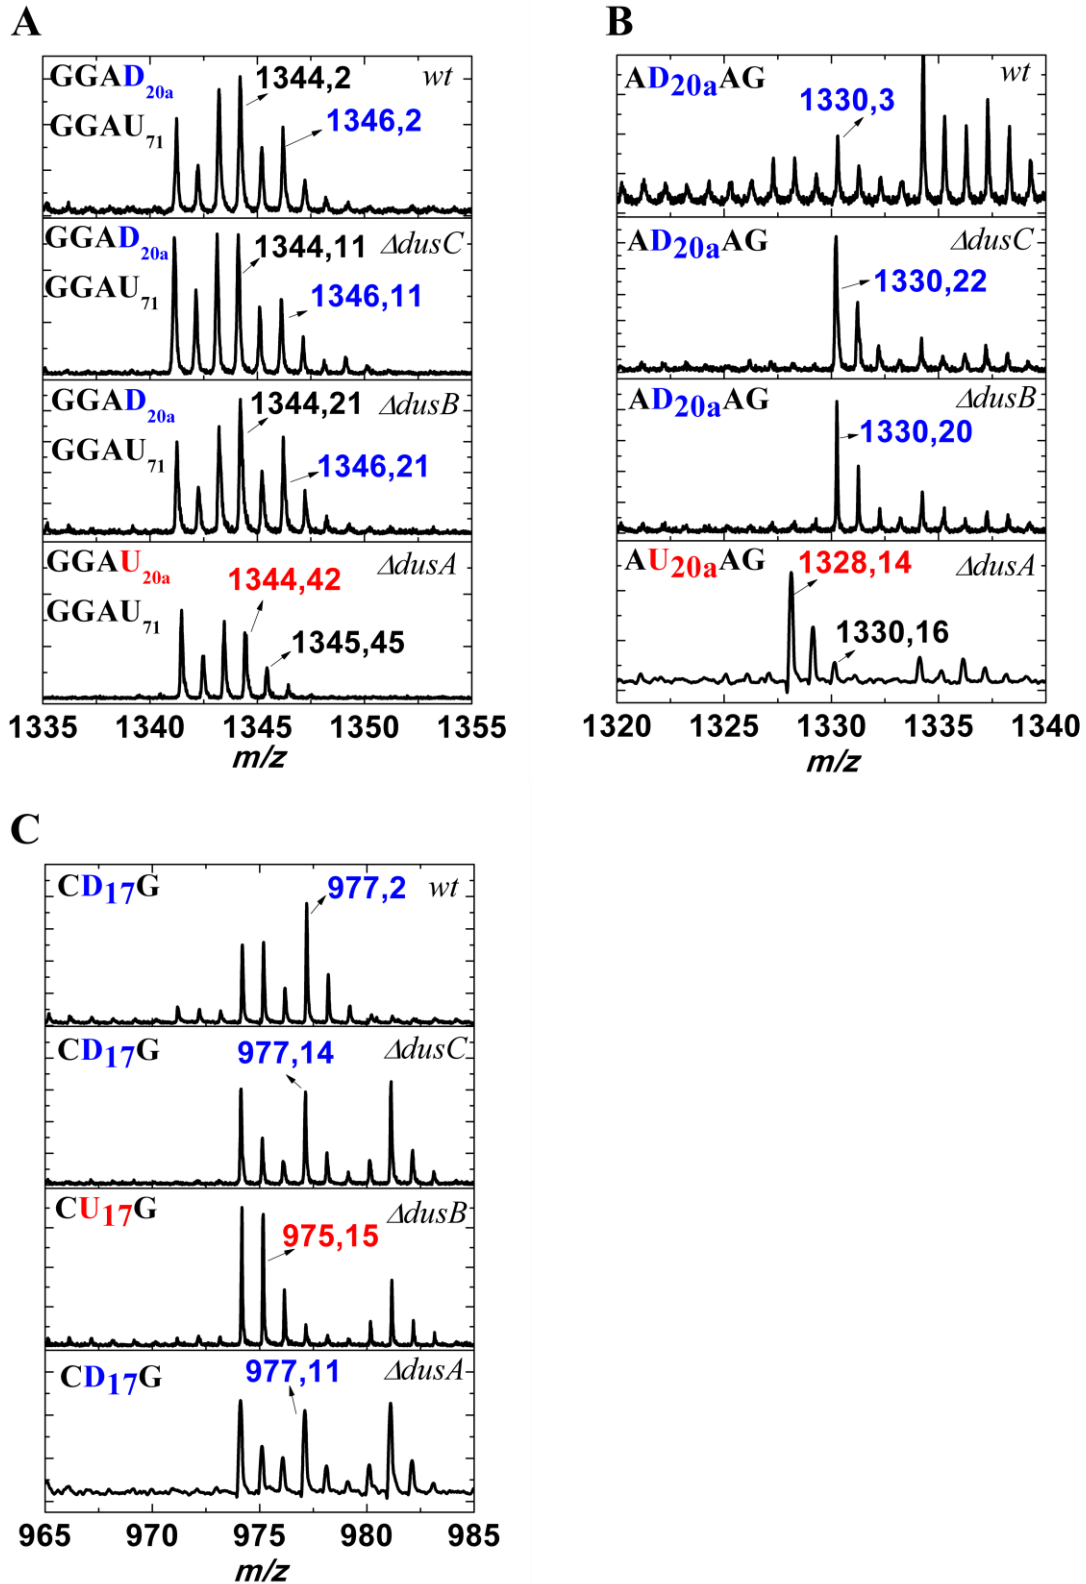 A
GGAD20a
1344,2
wt
1346,2
GGAU71
GGAD20a
1344,11
ΔdusC
GGAU71
1346,11
GGAD20a
1344,21
ΔdusB
GGAU71
1346,21
GGAU20a
1344,42
ΔdusA
GGAU71
1345,45
1335 1340 1345 1350 1355
m/z
B
AD20aAG
1330,3
wt
AD20aAG
ΔdusC
1330,22
AD20aAG
ΔdusB
1330,20
AU20aAG
1328,14
ΔdusA
1330,16
1320 1325 1330 1335 1340
m/z
C
CD17G
977,2
wt
CD17G
977,14
ΔdusC
CU17G
975,15
ΔdusB
CD17G
977,11
ΔdusA
965 970 975 980 985
m/z